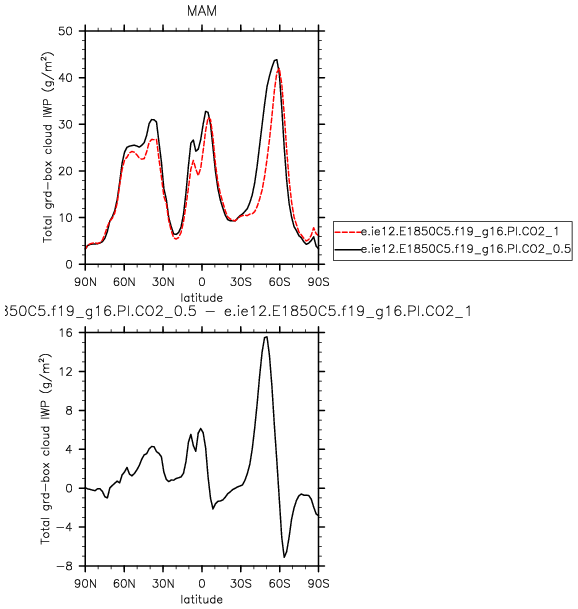 MAM
Total grd-box cloud IWP (g/m²)
50
40
30
20
10
0
90N 60N 30N 0 30S 60S 90S
latitude
e.ie12.E1850C5.f19_g16.PI.CO2_1
e.ie12.E1850C5.f19_g16.PI.CO2_0.5
350C5.f19_g16.PI.CO2_0.5 − e.ie12.E1850C5.f19_g16.PI.CO2_1
Total grd-box cloud IWP (g/m²)
16
12
8
4
0
−4
−8
90N 60N 30N 0 30S 60S 90S
latitude